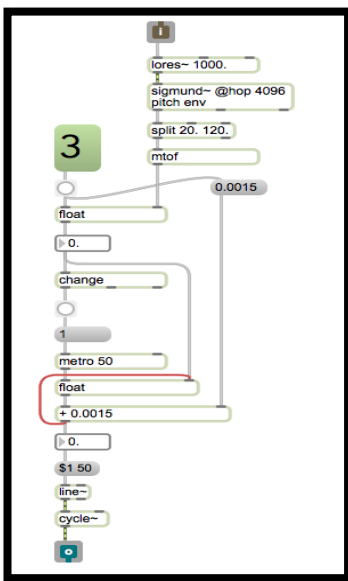 i
lores~ 1000.
sigmund~ @hop 4096
pitch env
split 20. 120.
mtof
3
0.0015
float
0.
change
1
metro 50
float
+ 0.0015
0.
$1 50
line~
cycle~
o